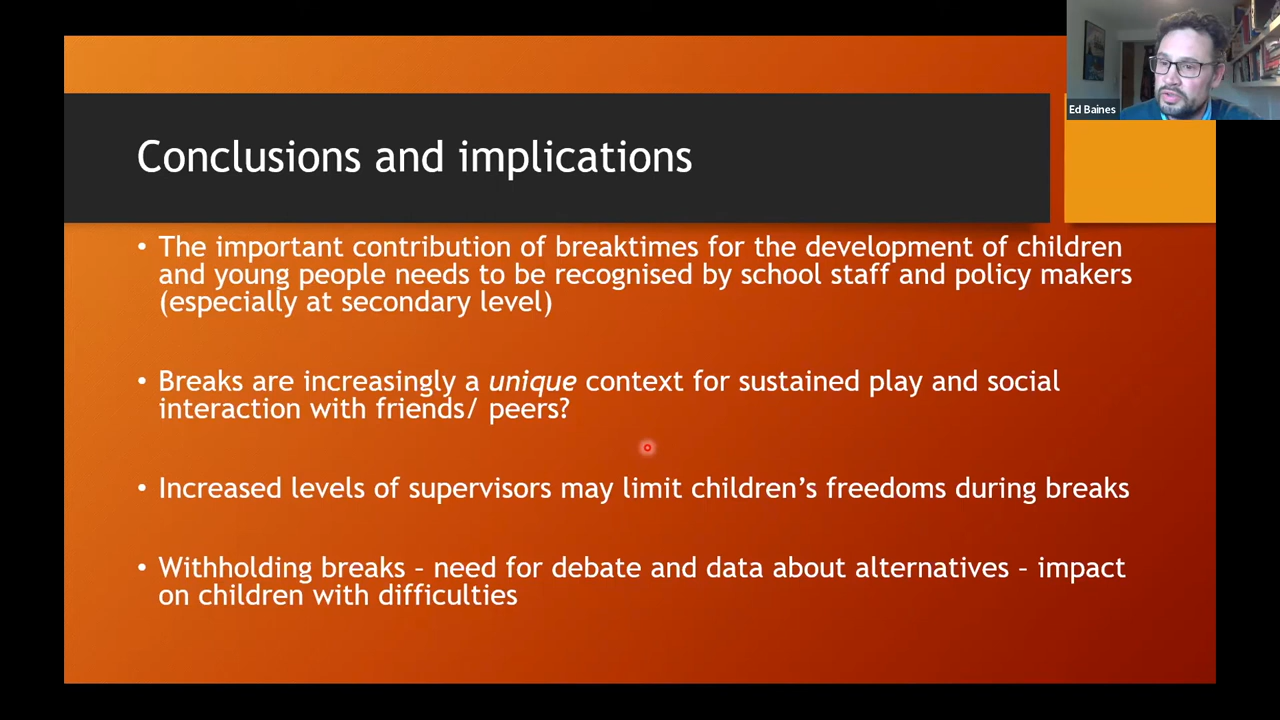 Ed Baines
Conclusions and implications
• The important contribution of breaktimes for the development of children
and young people needs to be recognised by school staff and policy makers
(especially at secondary level)
• Breaks are increasingly a unique context for sustained play and social
interaction with friends/ peers?
• Increased levels of supervisors may limit children’s freedoms during breaks
• Withholding breaks – need for debate and data about alternatives – impact
on children with difficulties